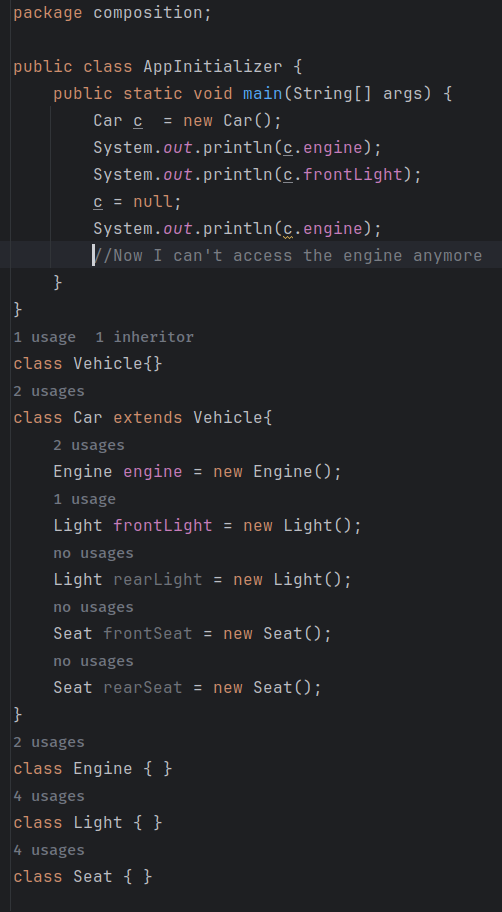 package composition;
public class AppInitializer {
    public static void main(String[] args) {
        Car c  = new Car();
        System.out.println(c.engine);
        System.out.println(c.frontLight);
        c = null;
        System.out.println(c.engine);
        //Now I can't access the engine anymore
    }
}
1 usage  1 inheritor
class Vehicle{}
2 usages
class Car extends Vehicle{
    2 usages
    Engine engine = new Engine();
    1 usage
    Light frontLight = new Light();
    no usages
    Light rearLight = new Light();
    no usages
    Seat frontSeat = new Seat();
    no usages
    Seat rearSeat = new Seat();
}
2 usages
class Engine { }
4 usages
class Light { }
4 usages
class Seat { }